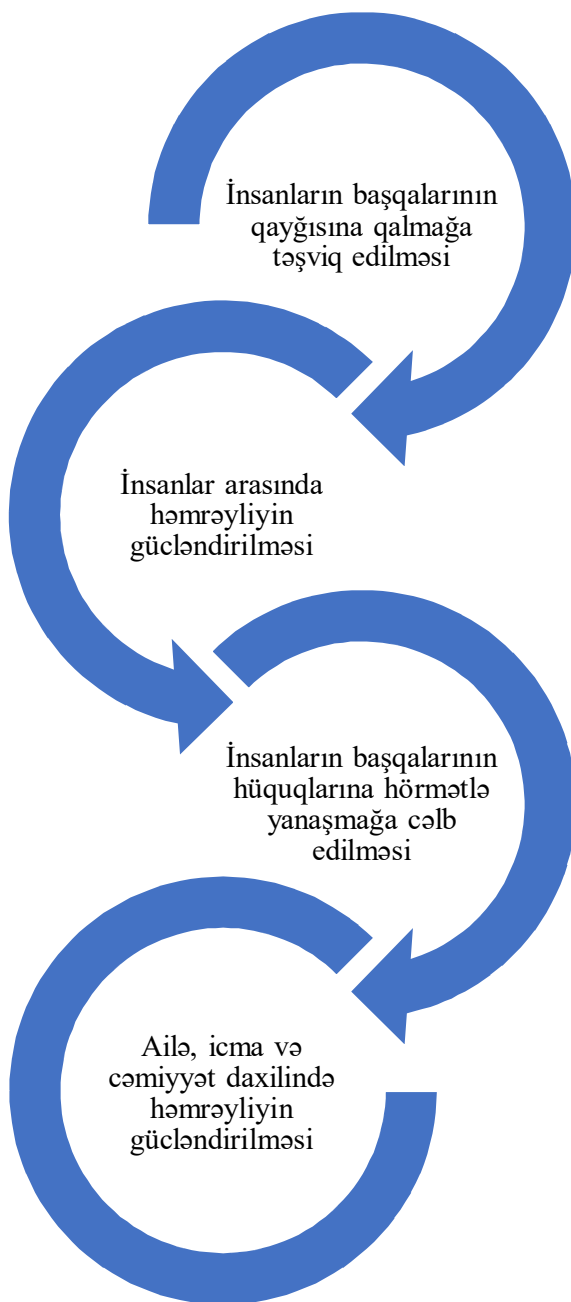 İnsanların başqalarının
qayğısına qalmağa
təşviq edilməsi
İnsanlar arasında
həmrəyliyin
gücləndirilməsi
İnsanların başqalarının
hüquqlarına hörmətlə
yanaşmağa cəlb
edilməsi
Ailə, icma və
cəmiyyət daxilində
həmrəyliyin
gücləndirilməsi